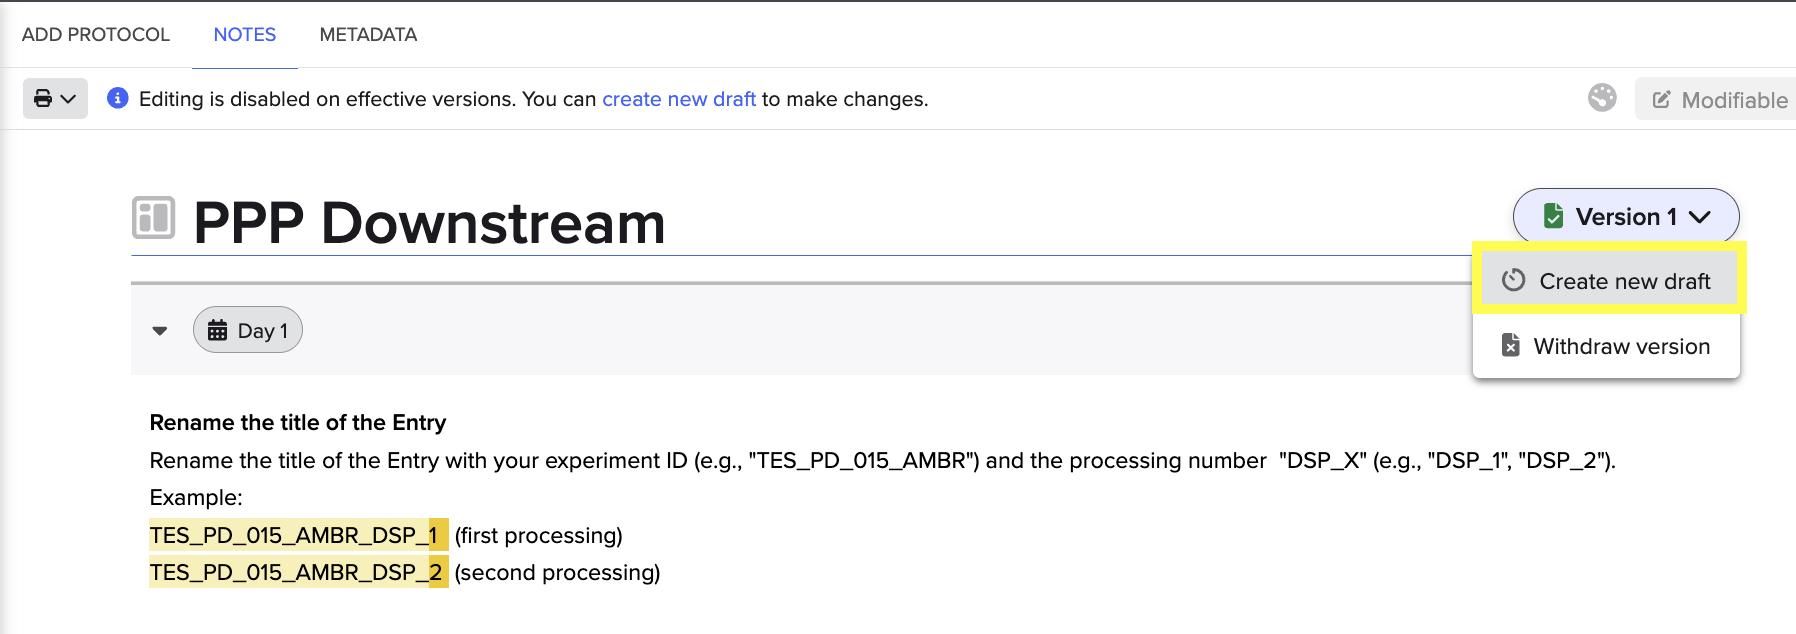 ADD PROTOCOL NOTES METADATA
Editing is disabled on effective versions. You can create new draft to make changes.
Modifiable
PPP Downstream
Version 1
Create new draft
Withdraw version
Day 1
Rename the title of the Entry
Rename the title of the Entry with your experiment ID (e.g., "TES_PD_015_AMBR") and the processing number "DSP_X" (e.g., "DSP_1", "DSP_2").
Example:
TES_PD_015_AMBR_DSP_1 (first processing)
TES_PD_015_AMBR_DSP_2 (second processing)